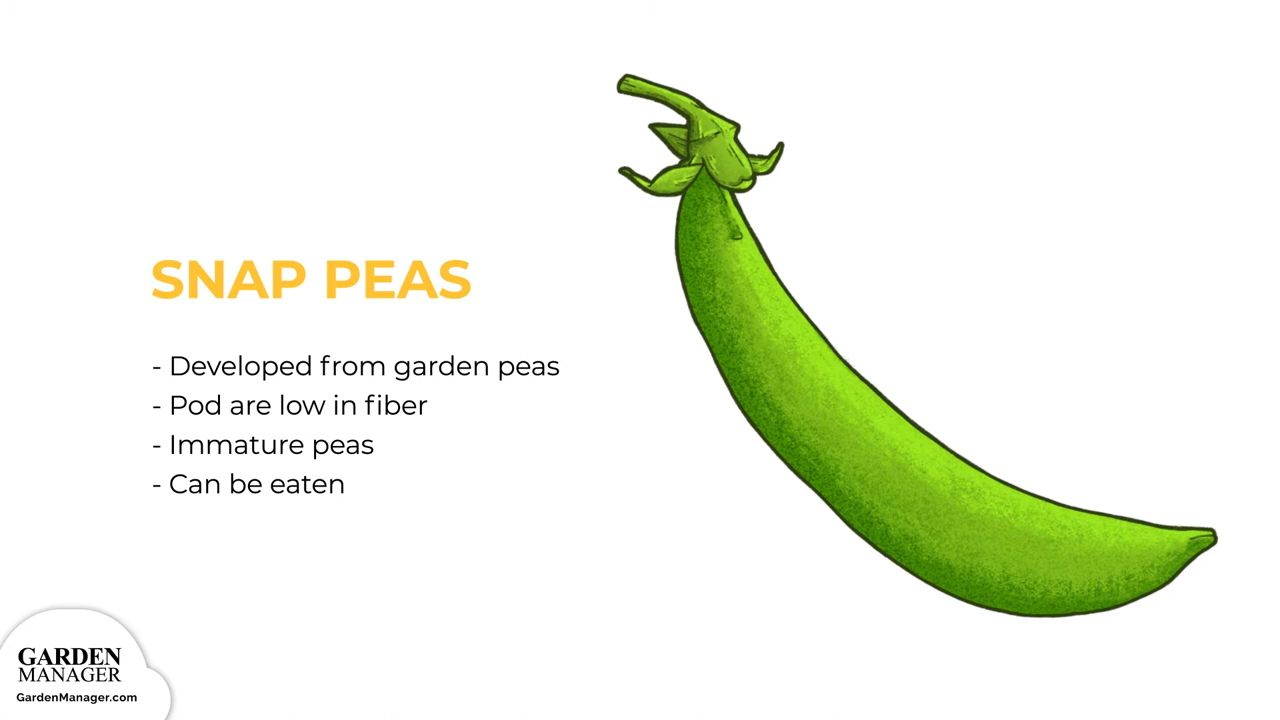 SNAP PEAS
- Developed from garden peas
- Pod are low in fiber
- Immature peas
- Can be eaten
GARDEN
MANAGER
GardenManager.com